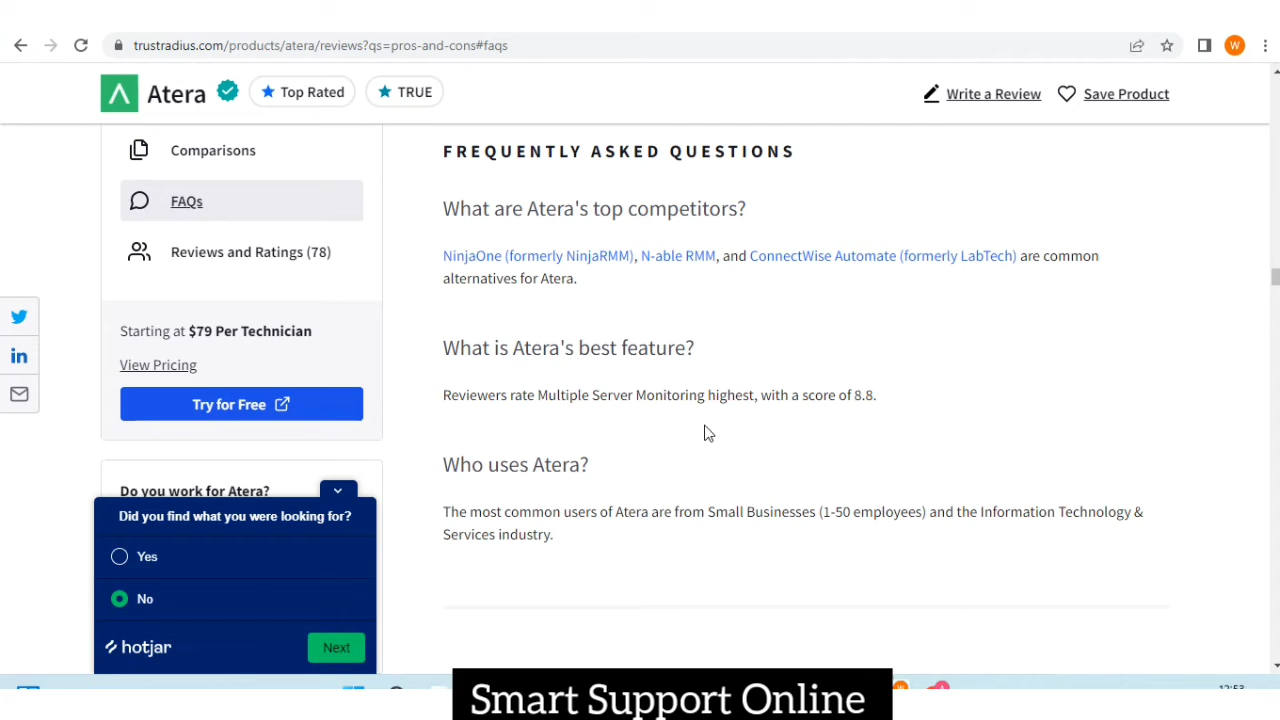 trustradius.com/products/atera/reviews?qs=pros-and-cons#faqs
W
Atera
Top Rated
TRUE
Write a Review
Save Product
Comparisons
FAQs
Reviews and Ratings (78)
Starting at $79 Per Technician
View Pricing
Try for Free
Do you work for Atera?
Did you find what you were looking for?
Yes
No
hotjar
Next
FREQUENTLY ASKED QUESTIONS
What are Atera's top competitors?
NinjaOne (formerly NinjaRMM), N-able RMM, and ConnectWise Automate (formerly LabTech) are common
alternatives for Atera.
What is Atera's best feature?
Reviewers rate Multiple Server Monitoring highest, with a score of 8.8.
Who uses Atera?
The most common users of Atera are from Small Businesses (1-50 employees) and the Information Technology &
Services industry.
Smart Support Online